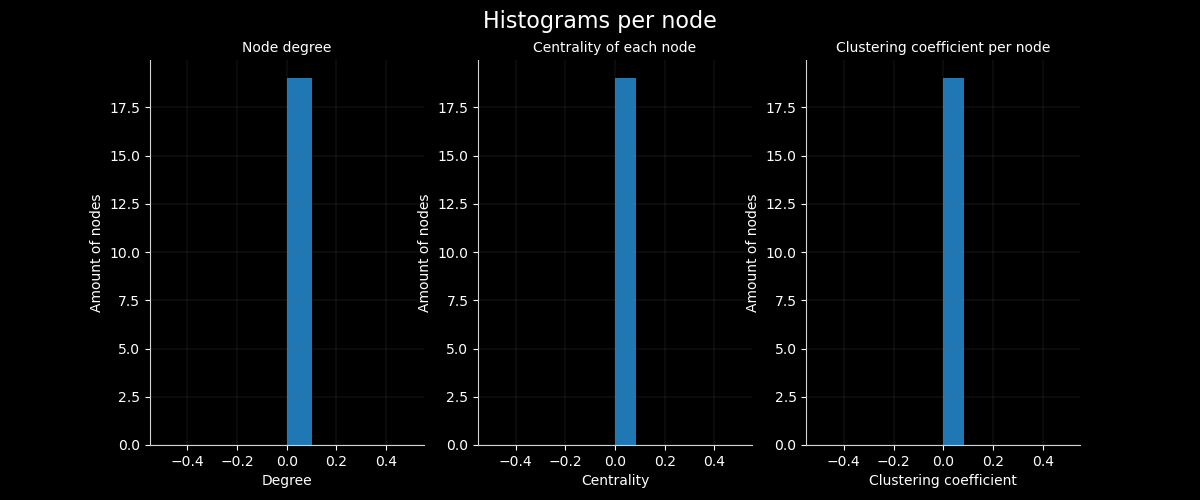 Histograms per node
Node degree
Centrality of each node
Clustering coefficient per node
Amount of nodes
17.5
15.0
12.5
10.0
7.5
5.0
2.5
0.0
−0.4 −0.2 0.0 0.2 0.4
Degree
Amount of nodes
17.5
15.0
12.5
10.0
7.5
5.0
2.5
0.0
−0.4 −0.2 0.0 0.2 0.4
Centrality
Amount of nodes
17.5
15.0
12.5
10.0
7.5
5.0
2.5
0.0
−0.4 −0.2 0.0 0.2 0.4
Clustering coefficient